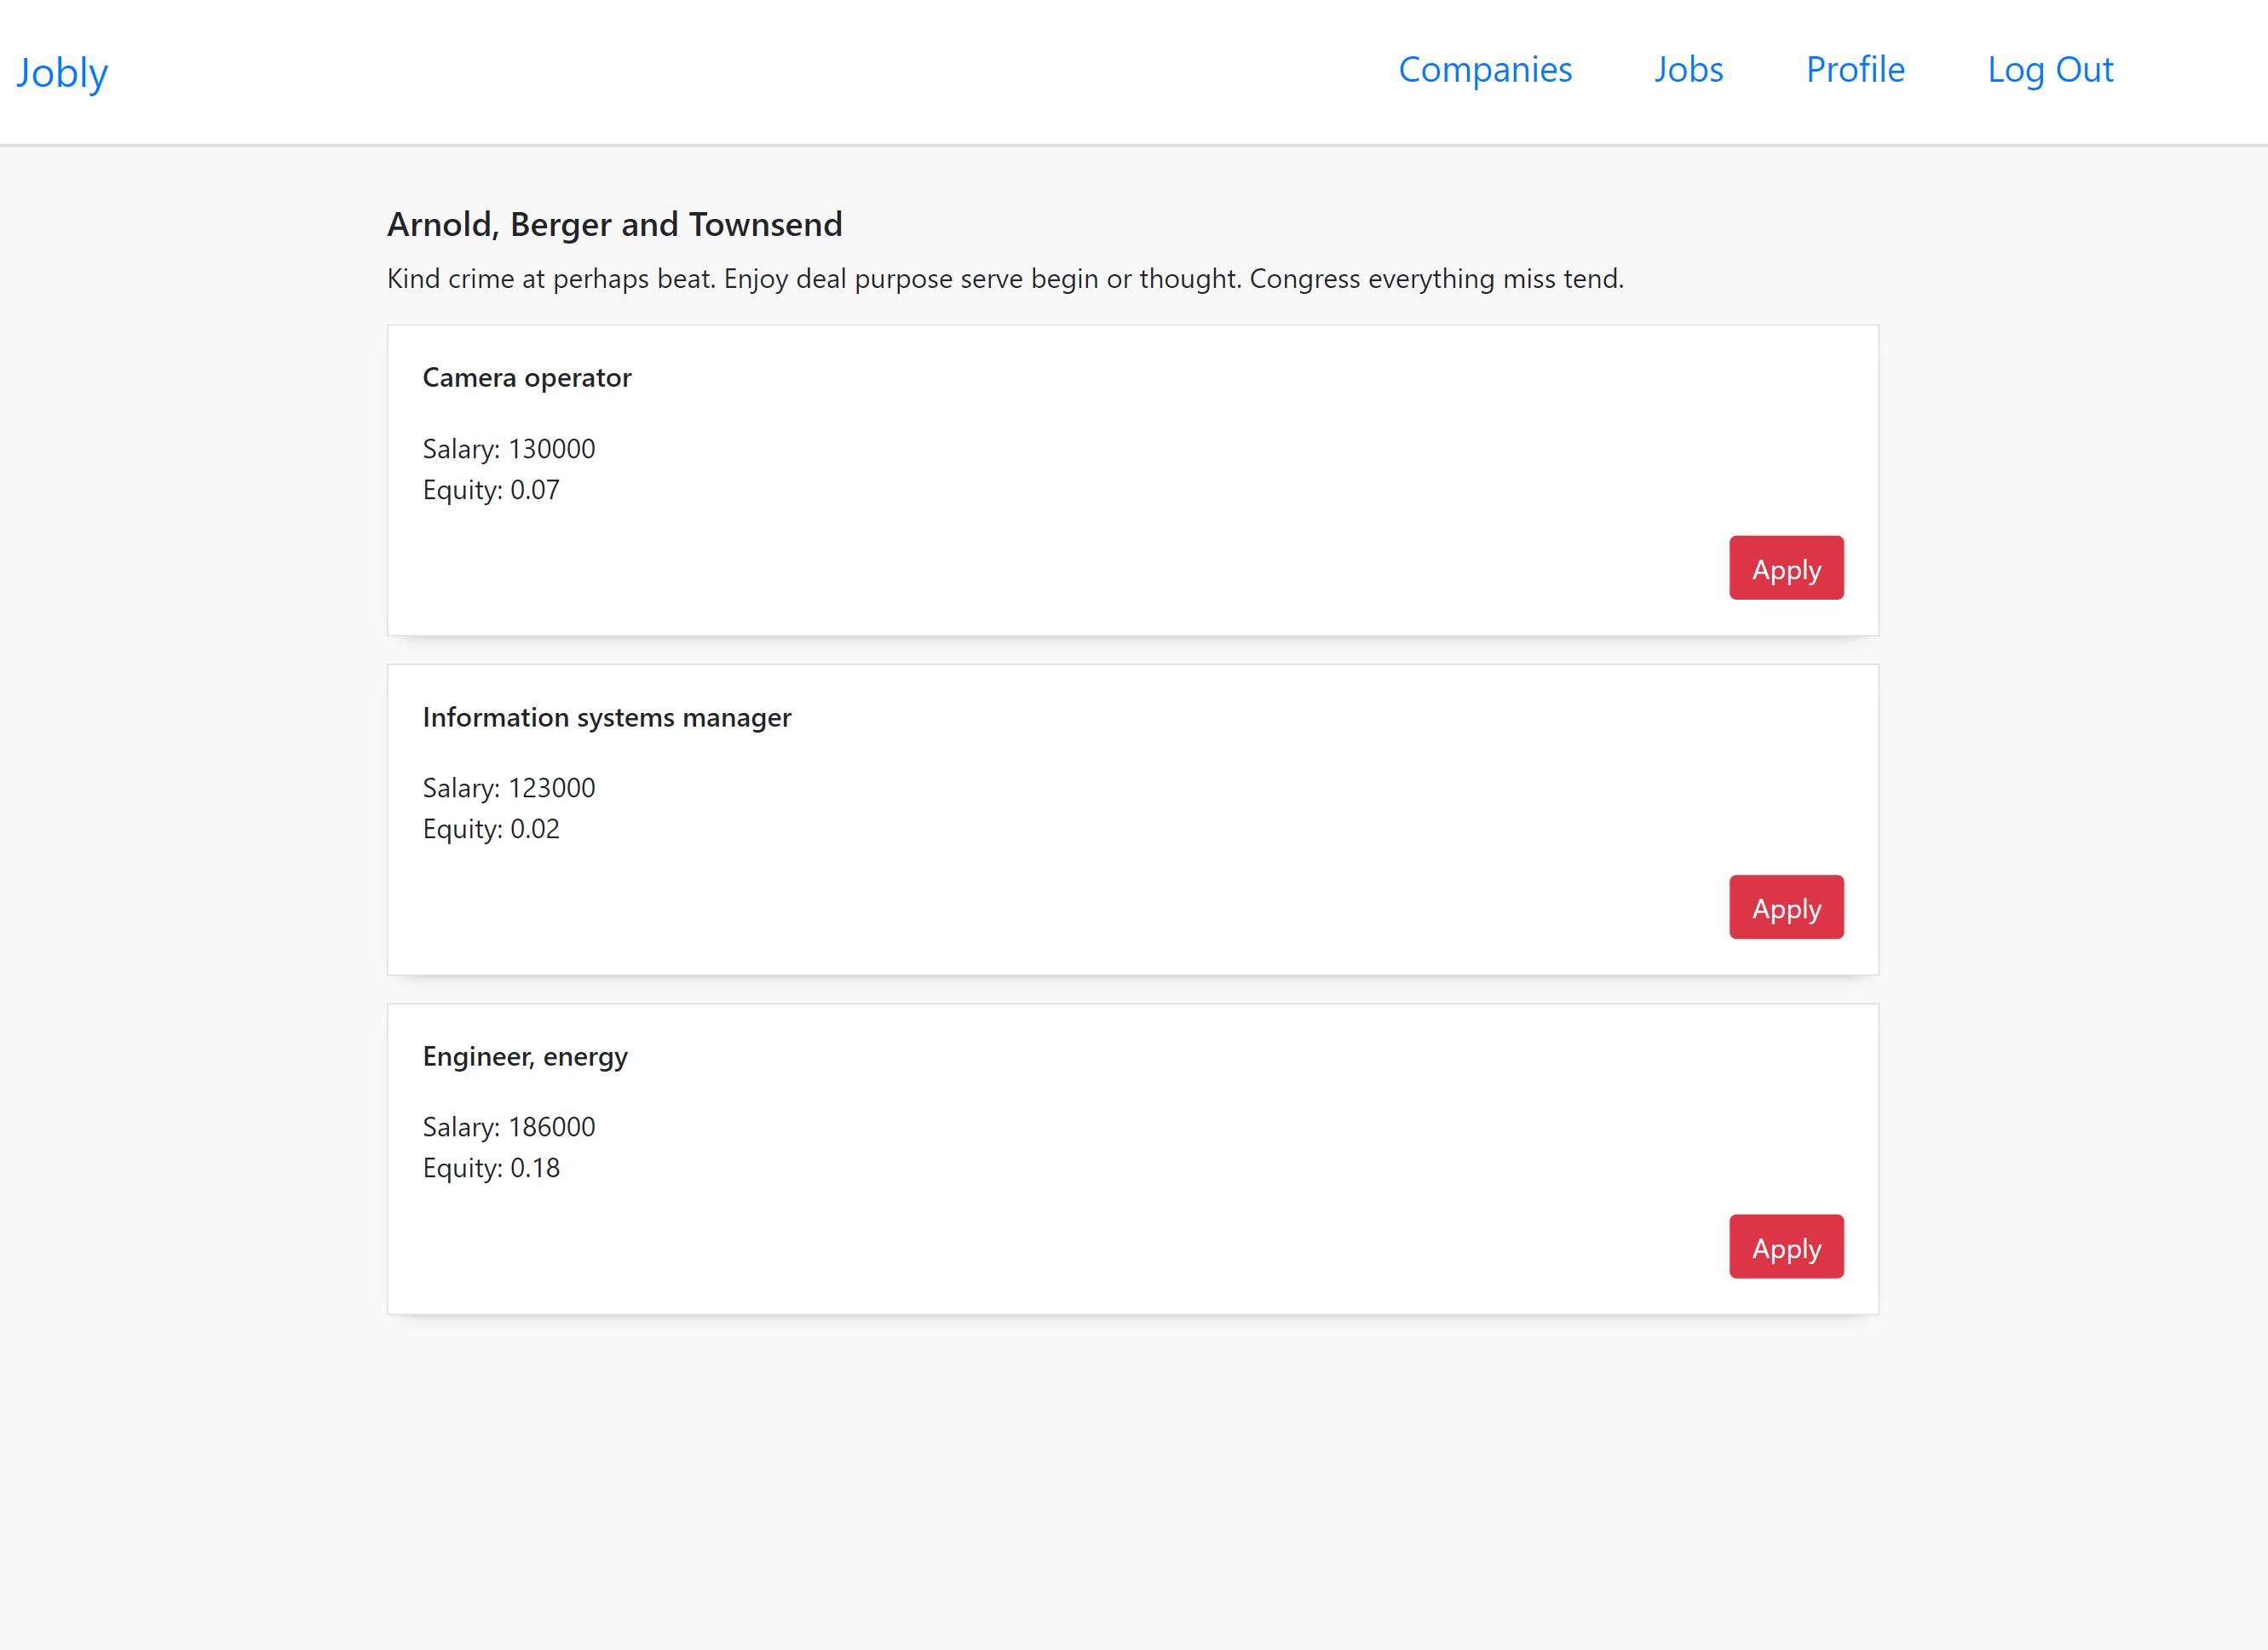 Jobly
Companies Jobs Profile Log Out
Arnold, Berger and Townsend
Kind crime at perhaps beat. Enjoy deal purpose serve begin or thought. Congress everything miss tend.
Camera operator
Salary: 130000
Equity: 0.07
Apply
Information systems manager
Salary: 123000
Equity: 0.02
Apply
Engineer, energy
Salary: 186000
Equity: 0.18
Apply